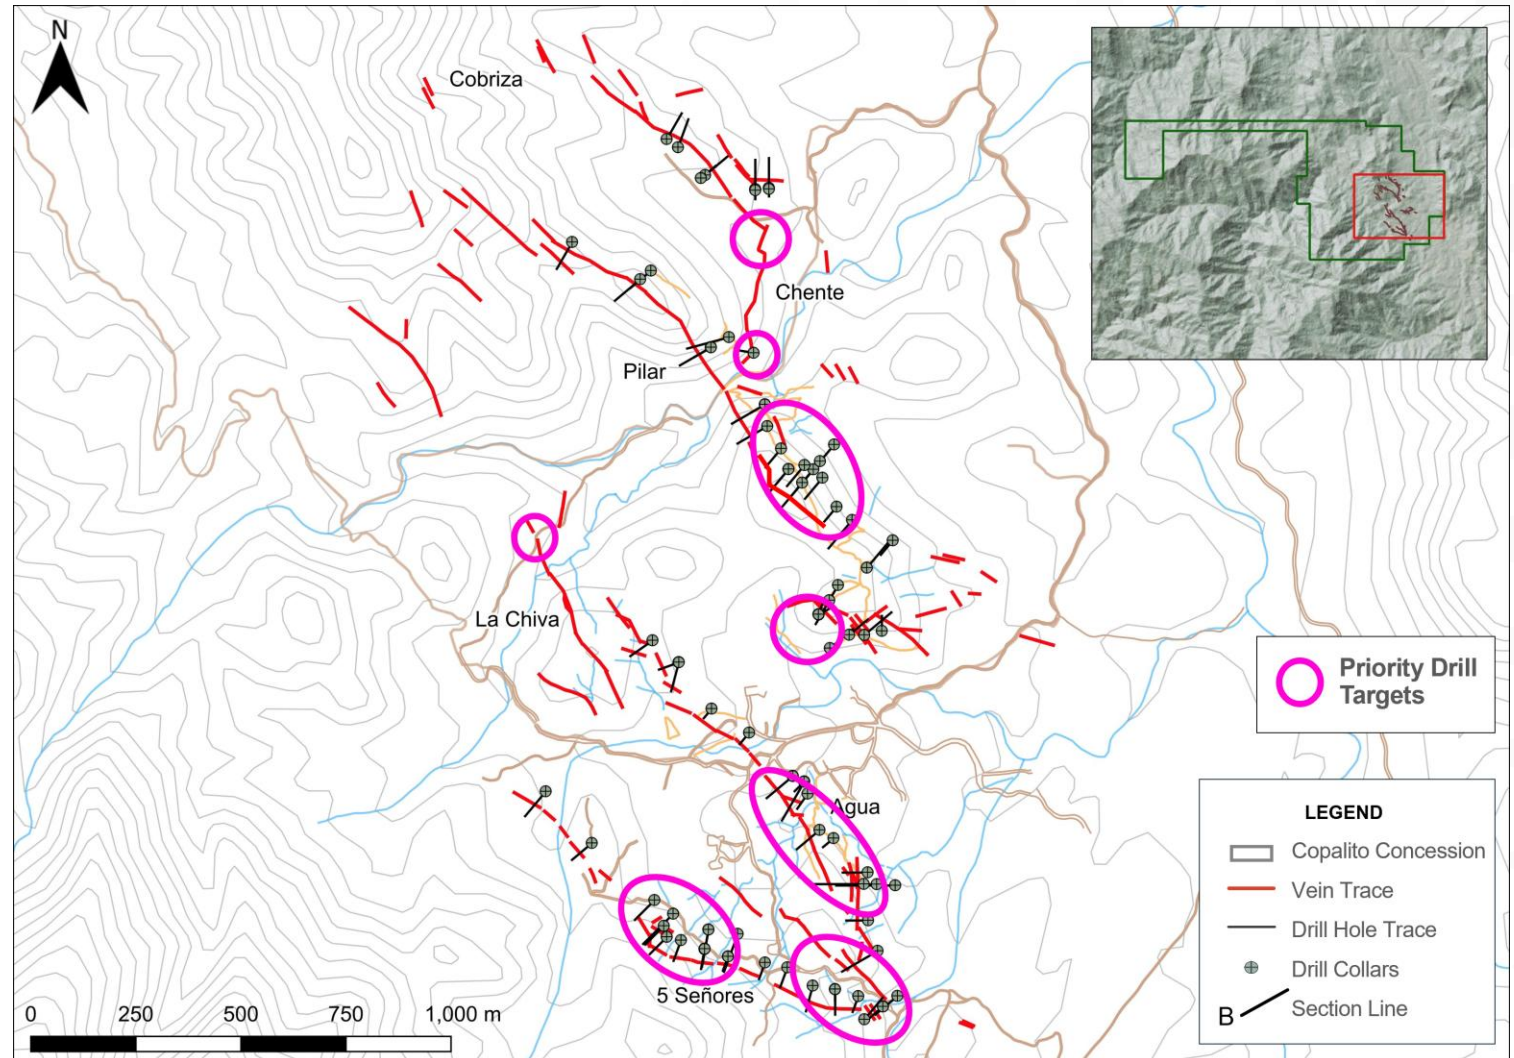 N
Cobriza
Chente
Pilar
La Chiva
Agua
5 Señores
0 250 500 750 1,000 m
Priority Drill
Targets
LEGEND
Copalito Concession
Vein Trace
Drill Hole Trace
Drill Collars
B Section Line